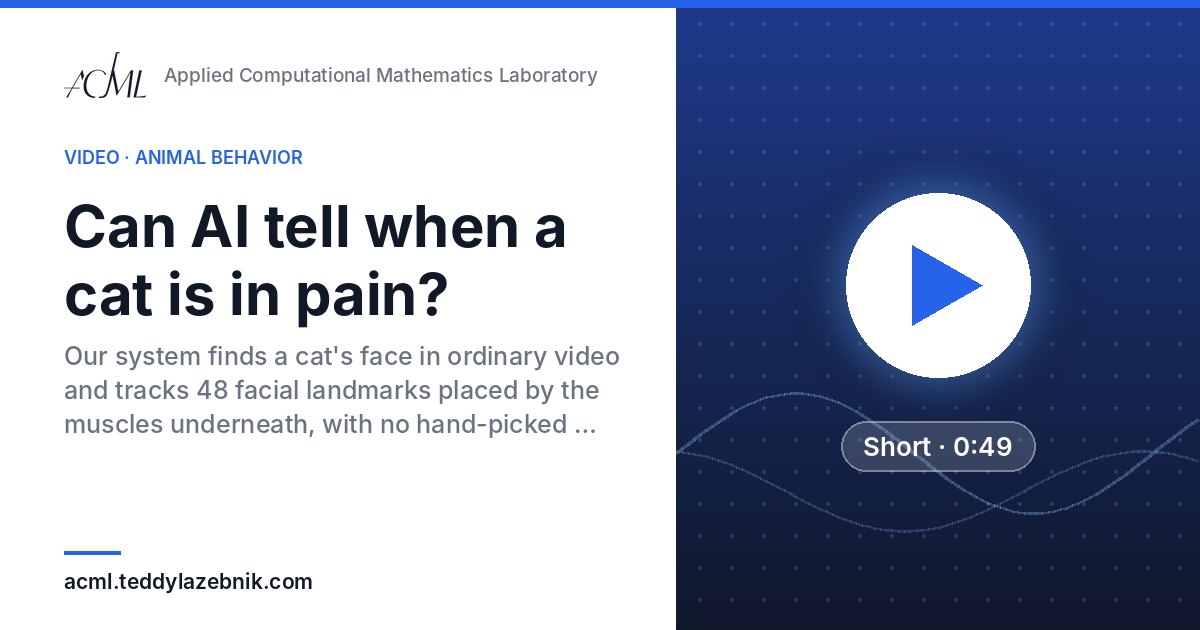 ACML Applied Computational Mathematics Laboratory
VIDEO · ANIMAL BEHAVIOR
Can AI tell when a
cat is in pain?
Our system finds a cat's face in ordinary video
and tracks 48 facial landmarks placed by the
muscles underneath, with no hand-picked ...
Short · 0:49
acml.teddylazebnik.com